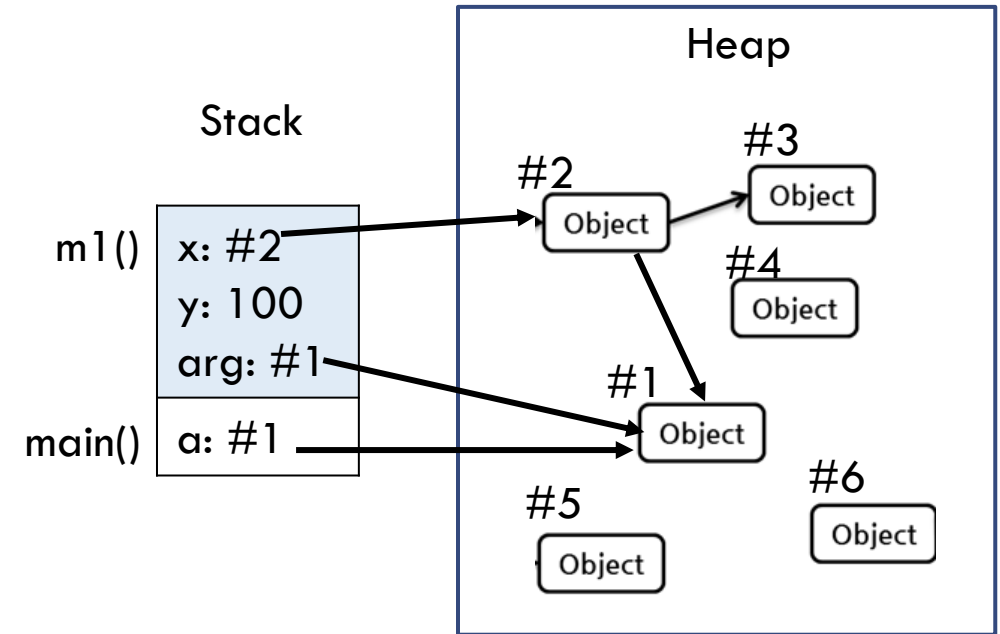 Heap
Stack
#3
Object
#2
Object
m1()
x: #2
y: 100
arg: #1
#4
Object
#1
Object
main()
a: #1
#6
Object
#5
Object